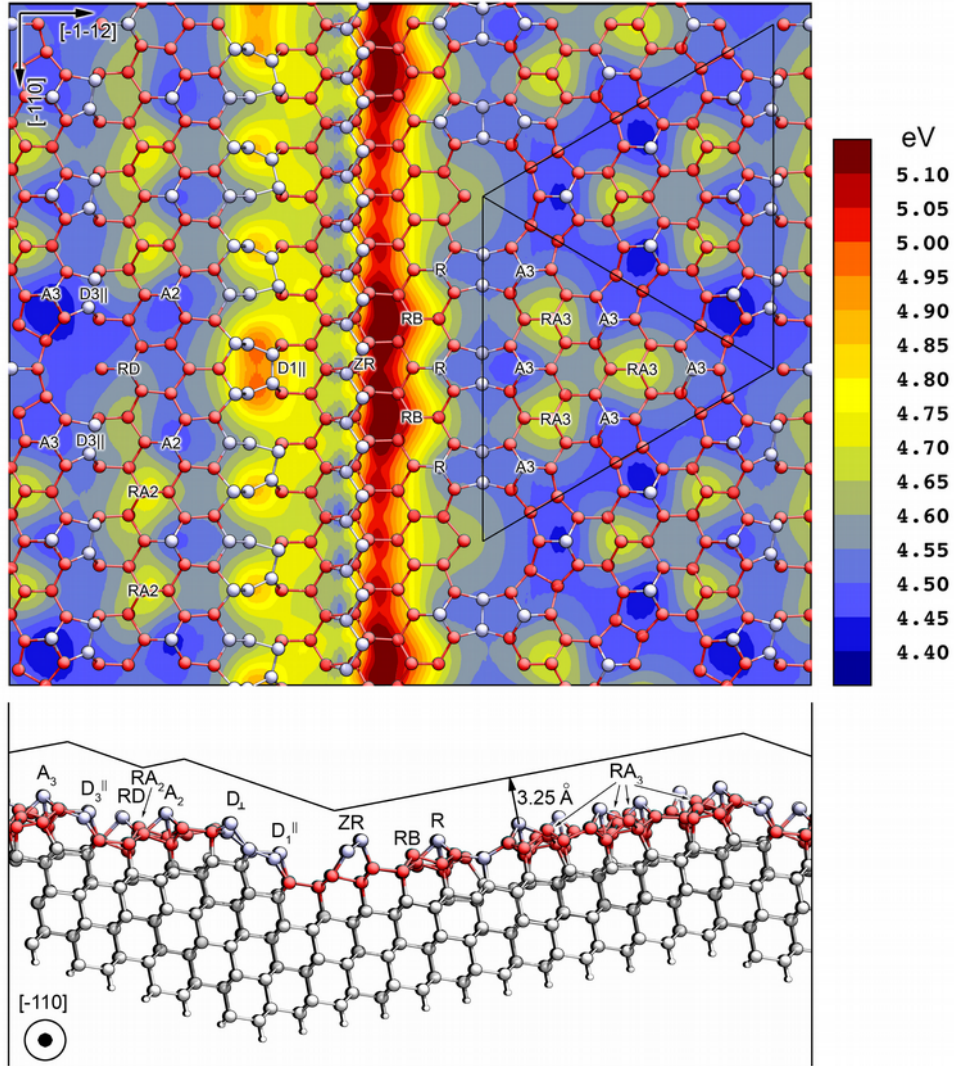 [-1-12]
[-110]
eV
5.10
5.05
5.00
4.95
4.90
4.85
4.80
4.75
4.70
4.65
4.60
4.55
4.50
4.45
4.40
R A3
A3 D3|| A2
RB RA3 A3
RD D1|| ZR R A3 RA3 A3
RB RA3 A3
A3 D3|| A2
R A3
RA2
RA2
A₃ D₃|| RD RA₂ A₂ D⊥ D₁|| ZR RB R 3.25 Å RA₃
[-110]